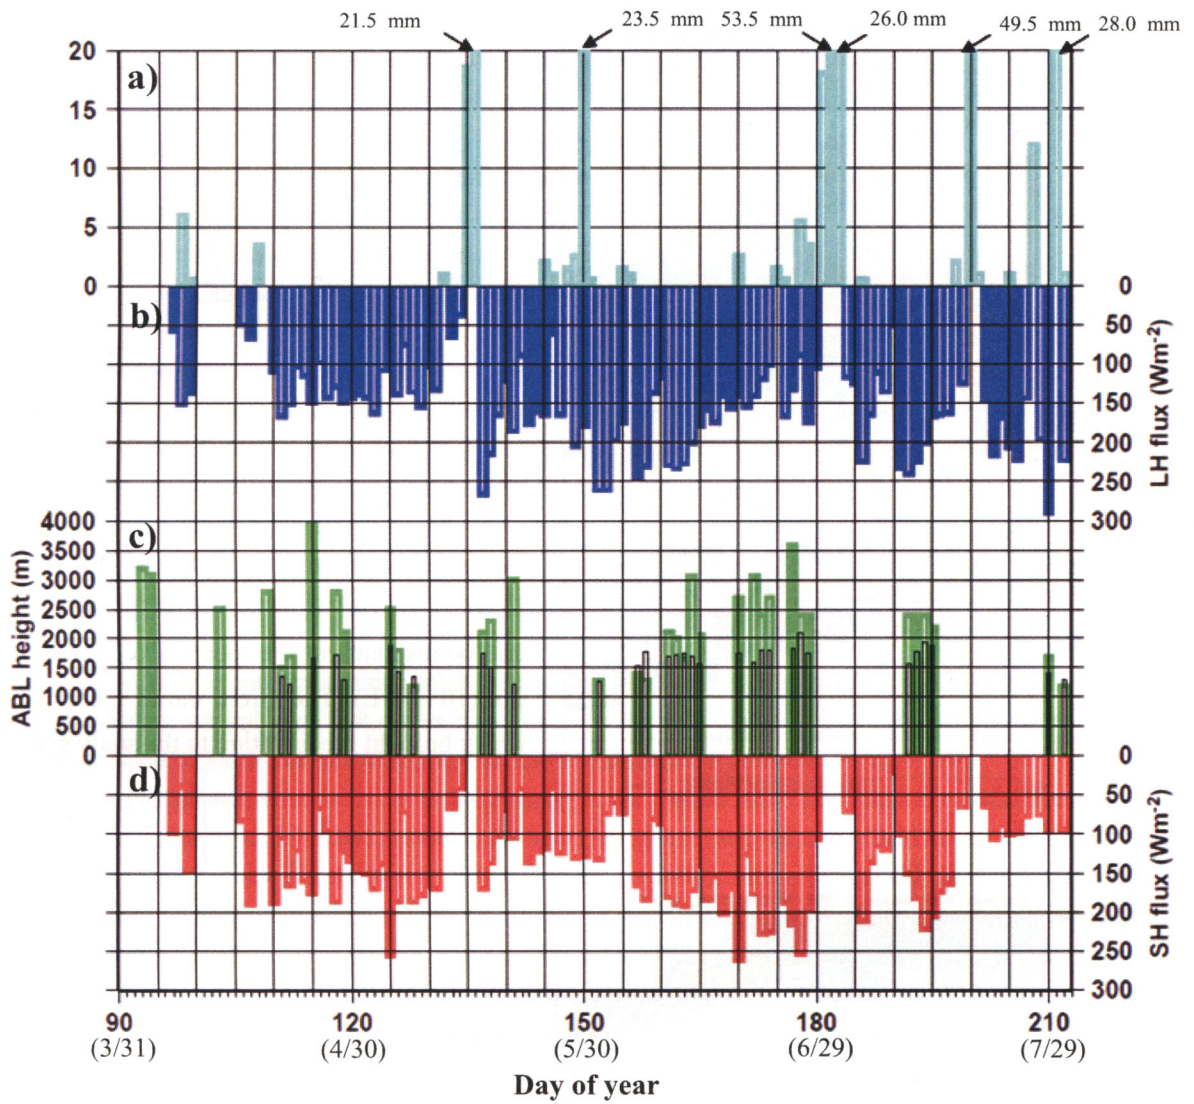 21.5 mm 23.5 mm 53.5 mm 26.0 mm 49.5 mm 28.0 mm
20
a)
15
10
5
0 0
b) 50
100
150
200
250
LH flux (Wm-2)
4000 300
c)
3500
3000
2500
2000
1500
1000
500
ABL height (m)
0 0
d) 50
100
150
200
250
300
SH flux (Wm-2)
90 120 150 180 210
(3/31) (4/30) (5/30) (6/29) (7/29)
Day of year